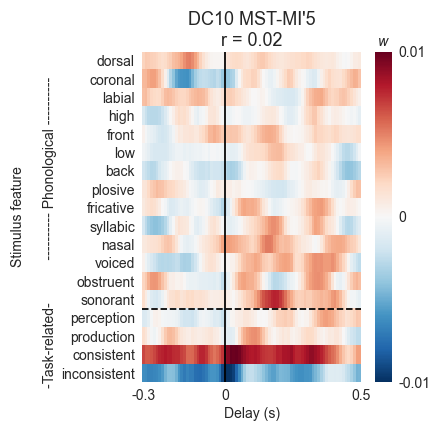 DC10 MST-MI'5
r = 0.02
w
dorsal
coronal
labial
high
front
low
back
plosive
fricative
syllabic
nasal
voiced
obstruent
sonorant
perception
production
consistent
inconsistent
Stimulus feature
-Task-related- ---------- Phonological ----------
0.01
0
-0.01
-0.3
0
0.5
Delay (s)